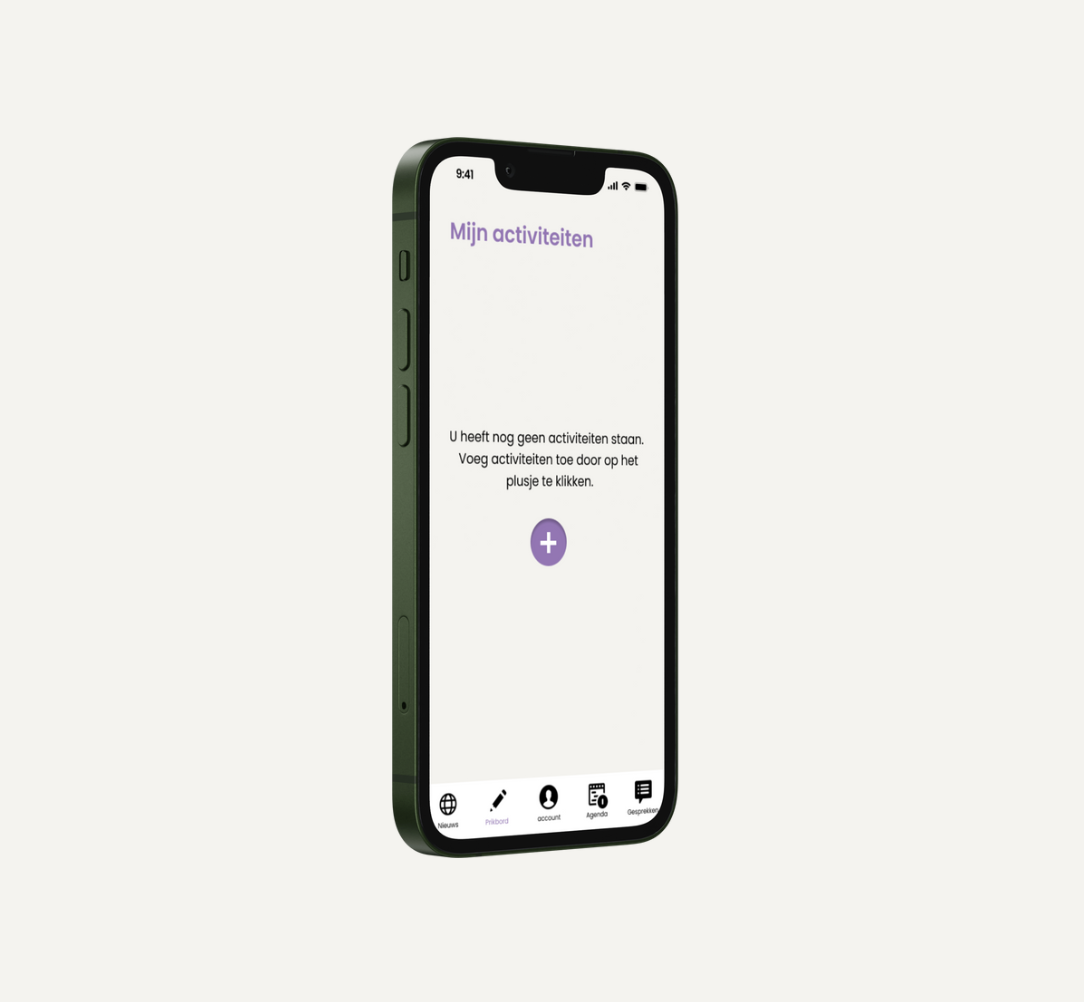 9:41
Mijn activiteiten
U heeft nog geen activiteiten staan.
Voeg activiteiten toe door op het
plusje te klikken.
Nieuws
Prikbord
account
Agenda
Gesprekken